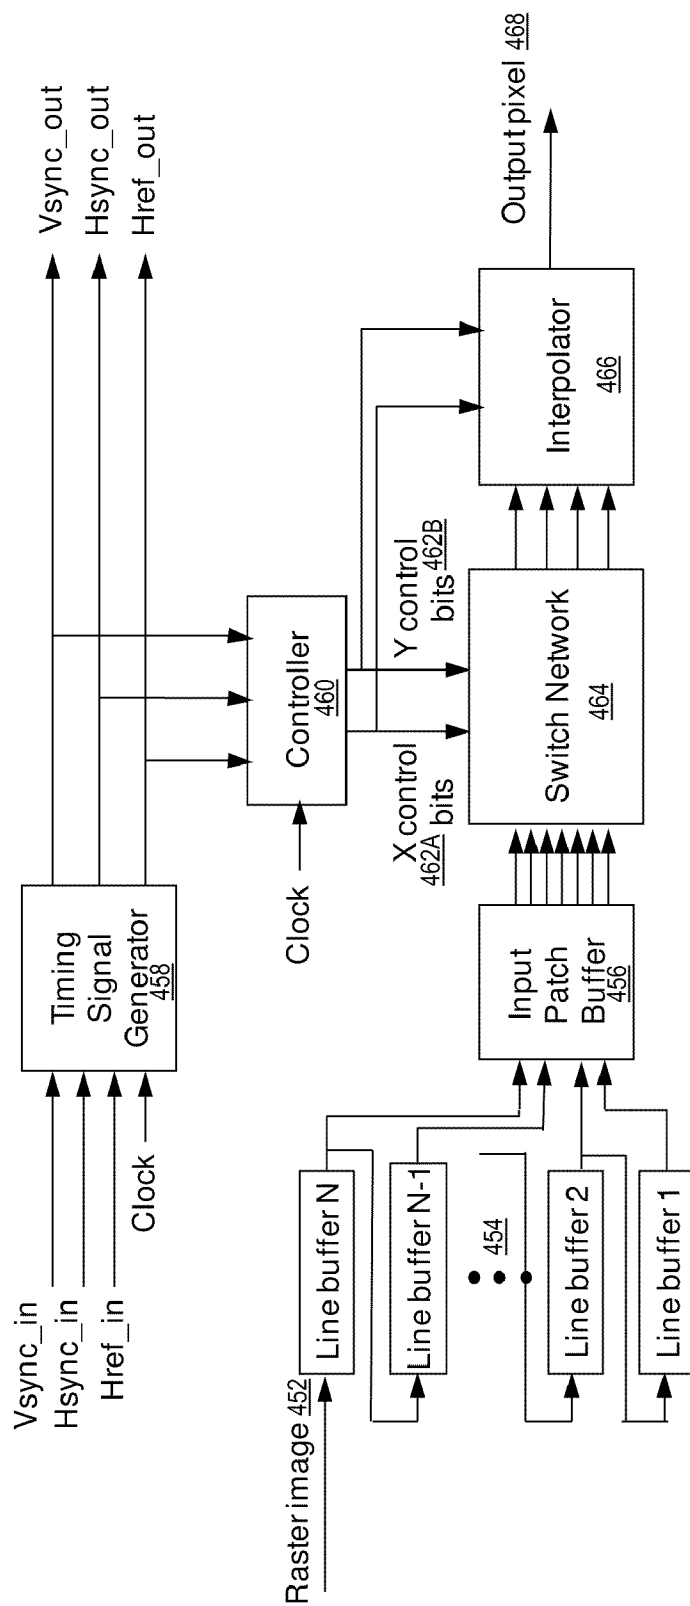 Vsync_in
Hsync_in
Href_in
Clock
Timing
Signal
Generator
458
Vsync_out
Hsync_out
Href_out
Clock
Controller
460
X control
bits
462A
Y control
bits 462B
Raster image 452
Line buffer N
Line buffer N-1
454
Line buffer 2
Line buffer 1
Input
Patch
Buffer
456
Switch Network
464
Interpolator
466
Output pixel 468